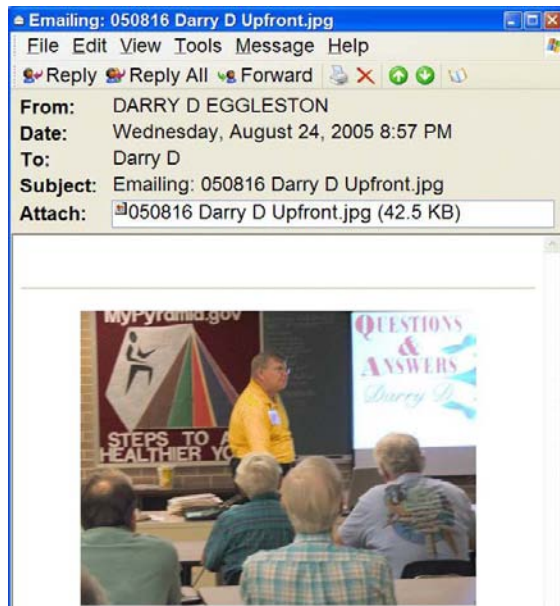 Emailing: 050816 Darry D Upfront.jpg
File Edit View Tools Message Help
Reply Reply All Forward
From: DARRY D EGGLESTON
Date: Wednesday, August 24, 2005 8:57 PM
To: Darry D
Subject: Emailing: 050816 Darry D Upfront.jpg
Attach: 050816 Darry D Upfront.jpg (42.5 KB)
MyPyramid.gov
STEPS TO A
HEALTHIER YO
QUESTIONS
&
ANSWERS
Darry D